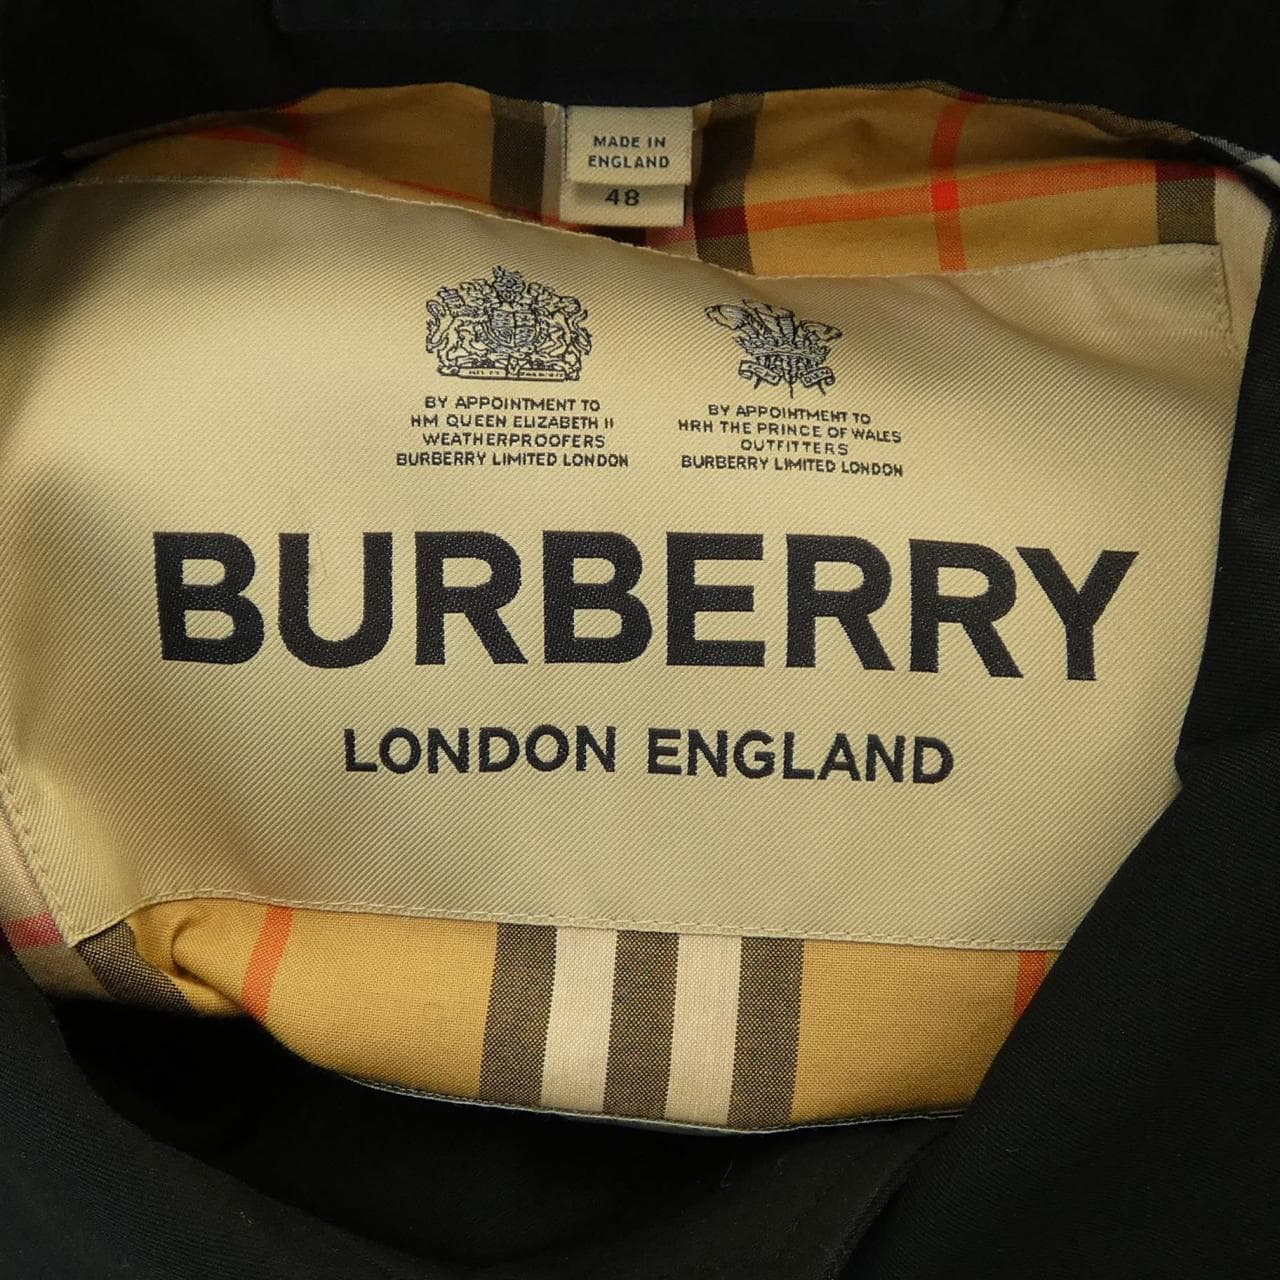 MADE IN
ENGLAND
48
BY APPOINTMENT TO
HM QUEEN ELIZABETH II
WEATHERPROOFERS
BURBERRY LIMITED LONDON
BY APPOINTMENT TO
HRH THE PRINCE OF WALES
OUTFITTERS
BURBERRY LIMITED LONDON
BURBERRY
LONDON ENGLAND